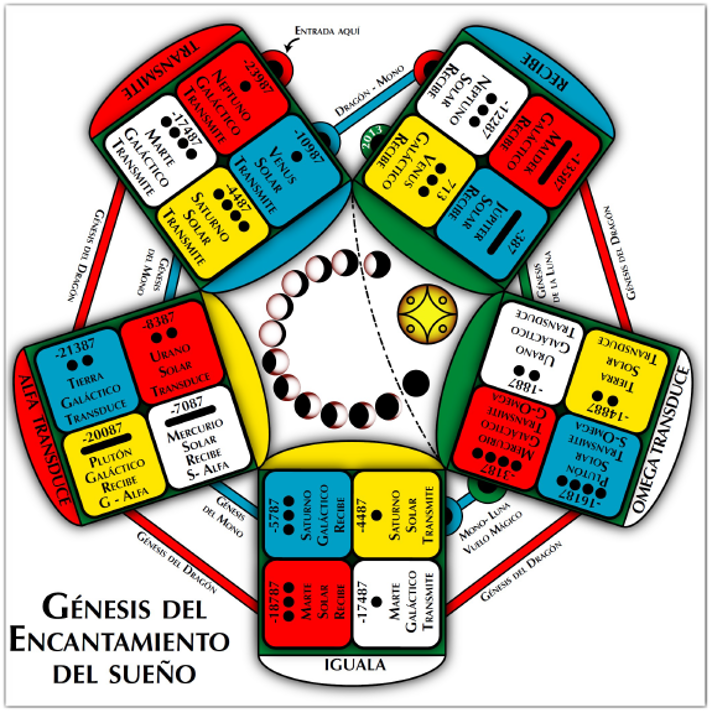 Entrada aquí
TRANSMITE
-23987
Neptuno
Galáctico
Transmite
-17487
Marte
Galáctico
Transmite
-10987
Venus
Solar
Transmite
-4487
Saturno
Solar
Transmite
Dragón - Mono
2013
RECIBE
-12287
Neptuno
Solar
Recibe
-13587
Maldek
Galáctico
Recibe
713
Venus
Galáctico
Recibe
-387
Júpiter
Solar
Recibe
Génesis del Dragón
Génesis
del Mono
Génesis
de la Luna
Génesis del Dragón
ALFA TRANSDUCE
-21387
Tierra
Galáctico
Transduce
-8387
Urano
Solar
Transduce
-20087
Plutón
Galáctico
Recibe
G - Alfa
-7087
Mercurio
Solar
Recibe
S- Alfa
OMEGA TRANSDUCE
-1887
Urano
Galáctico
Transduce
-14887
Tierra
Solar
Transduce
-3187
Mercurio
Galáctico
Transmite
G-Omega
-16187
Plutón
Solar
Transmite
S-Omega
Génesis
del Mono
Génesis del Dragón
Mono- Luna
Vuelo Mágico
Génesis del Dragón
-5787
Saturno
Galáctico
Recibe
-4487
Saturno
Solar
Transmite
-18787
Marte
Solar
Recibe
-17487
Marte
Galáctico
Transmite
IGUALA
Génesis del
Encantamiento
del sueño